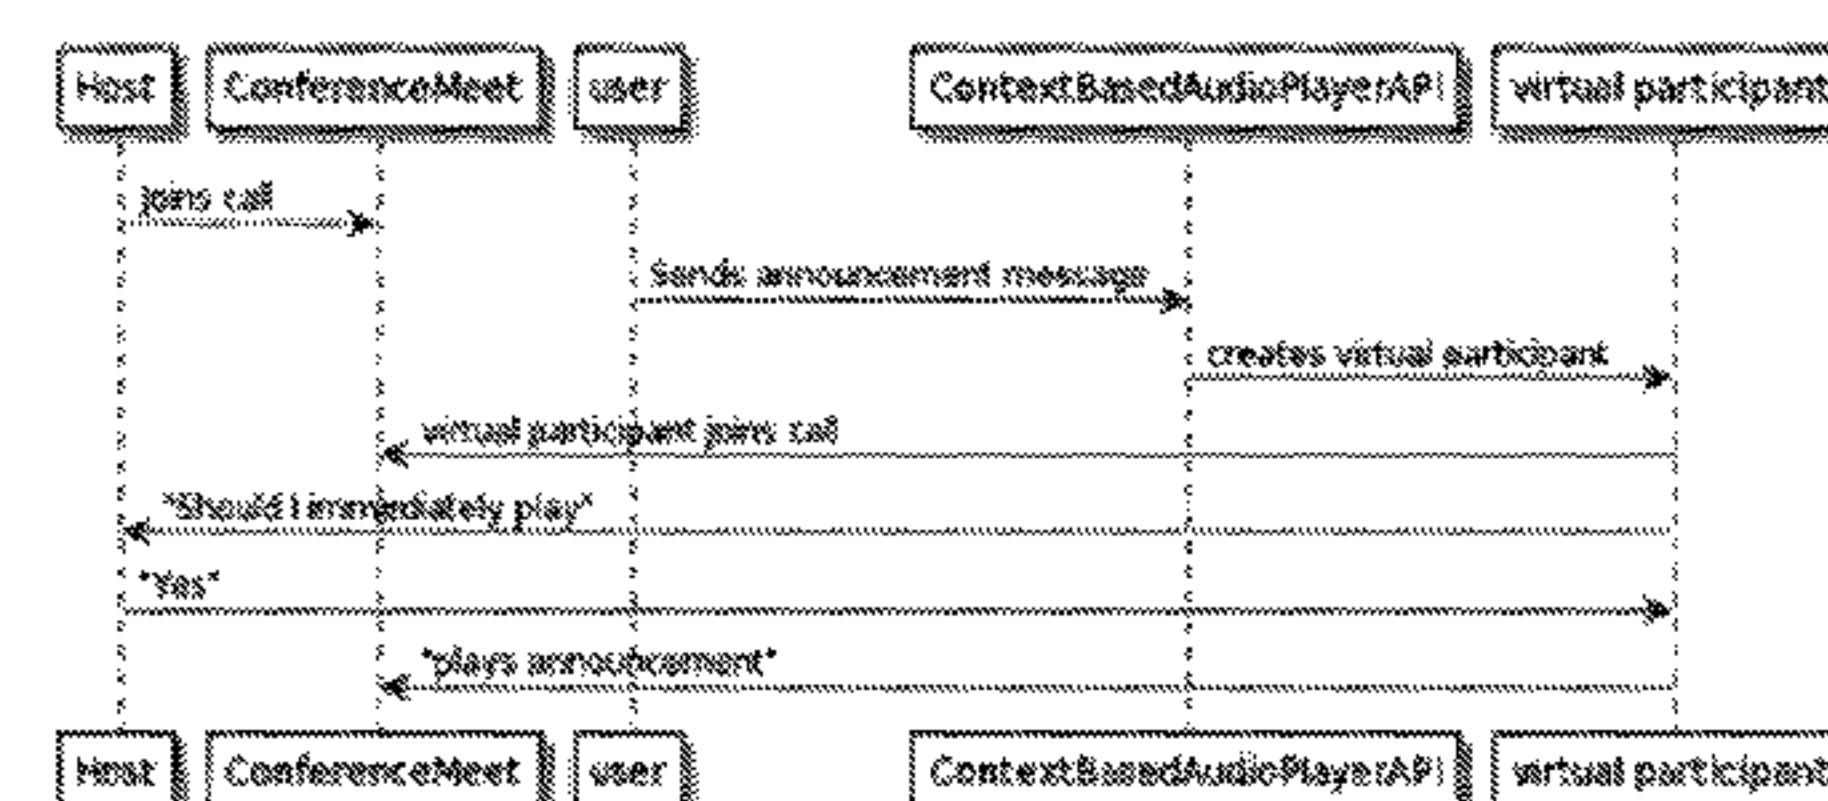 Host ConferenceMeet user ContextBasedAudioPlayerAPI virtual participant
joins call
Sends announcement message
creates virtual participant
virtual participant joins call
"Should I immediately play"
"Yes"
*plays announcement*
Host ConferenceMeet user ContextBasedAudioPlayerAPI virtual participant